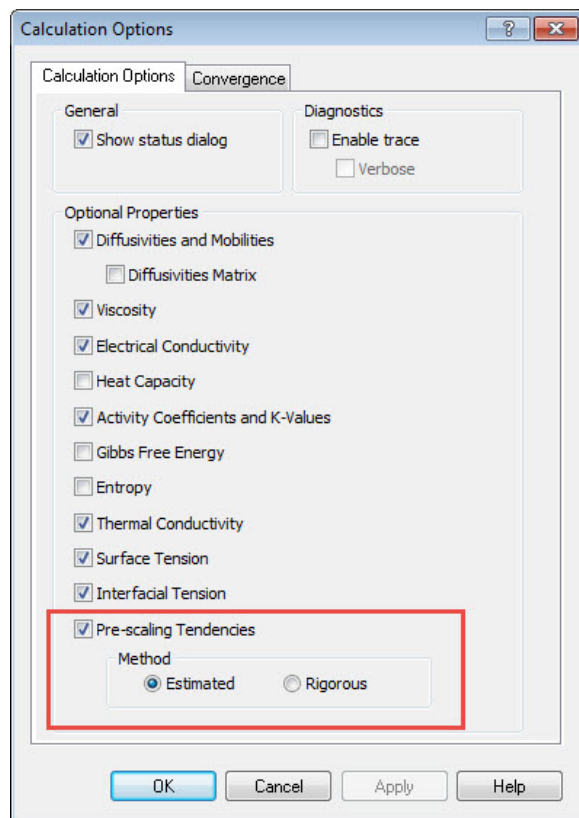 Calculation Options
?
Calculation Options
Convergence
General
Show status dialog
Diagnostics
Enable trace
Verbose
Optional Properties
Diffusivities and Mobilities
Diffusivities Matrix
Viscosity
Electrical Conductivity
Heat Capacity
Activity Coefficients and K-Values
Gibbs Free Energy
Entropy
Thermal Conductivity
Surface Tension
Interfacial Tension
Pre-scaling Tendencies
Method
Estimated Rigorous
OK Cancel Apply Help